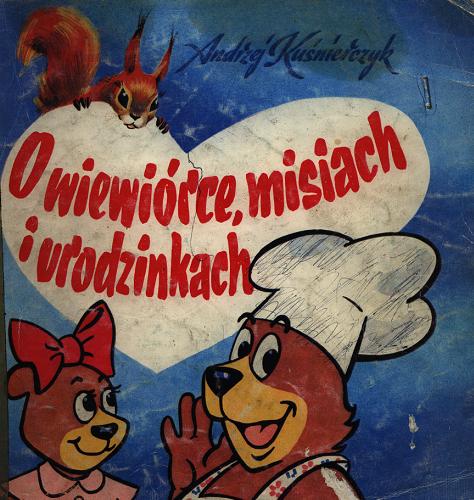 Andrzej Kuśnierczyk
O wiewiórce, misiach
i urodzinkach